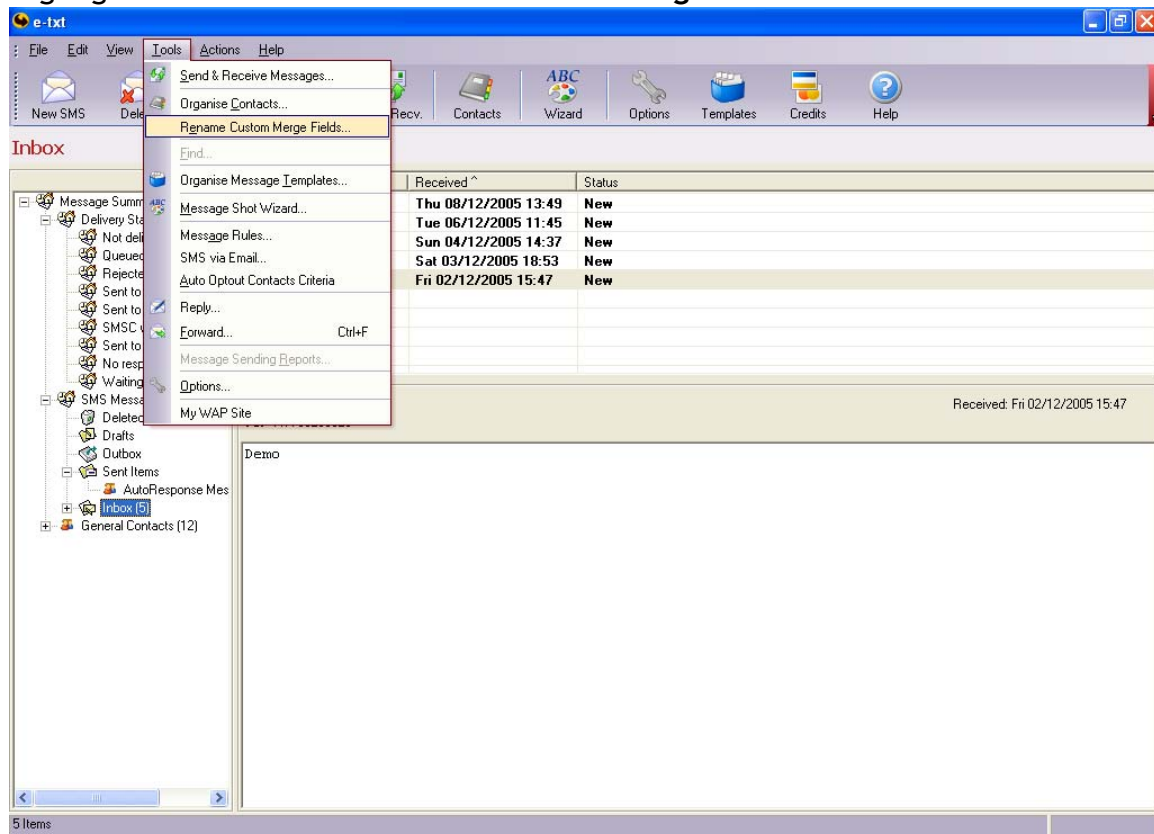 e-txt
File Edit View Tools Actions Help
New SMS Recv. Contacts Wizard Options Templates Credits Help
Send & Receive Messages...
Organise Contacts...
Rename Custom Merge Fields...
Find...
Organise Message Templates...
Message Shot Wizard...
Message Rules...
SMS via Email...
Auto Optout Contacts Criteria
Reply...
Forward... Ctrl+F
Message Sending Reports...
Options...
My WAP Site
Inbox
Received ^ Status
Thu 08/12/2005 13:49 New
Tue 06/12/2005 11:45 New
Sun 04/12/2005 14:37 New
Sat 03/12/2005 18:53 New
Fri 02/12/2005 15:47 New
Message Summ
Delivery Sta
Not deli
Queued
Rejecte
Sent to
Sent to
SMSC
Sent to
No resp
Waiting
SMS Messa
Deleted
Drafts
Outbox
Sent Items
AutoResponse Mes
Inbox (5)
General Contacts (12)
Received: Fri 02/12/2005 15:47
Demo
5 Items